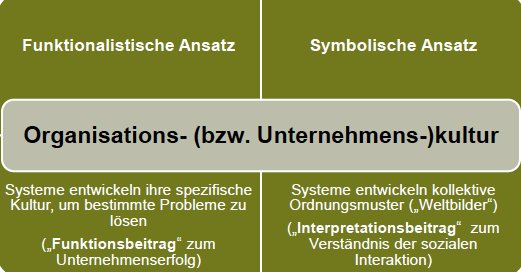 Funktionalistische Ansatz
Symbolische Ansatz
Organisations- (bzw. Unternehmens-)kultur
Systeme entwickeln ihre spezifische
Kultur, um bestimmte Probleme zu
lösen
(„Funktionsbeitrag“ zum
Unternehmenserfolg)
Systeme entwickeln kollektive
Ordnungsmuster („Weltbilder“)
(„Interpretationsbeitrag“ zum
Verständnis der sozialen
Interaktion)